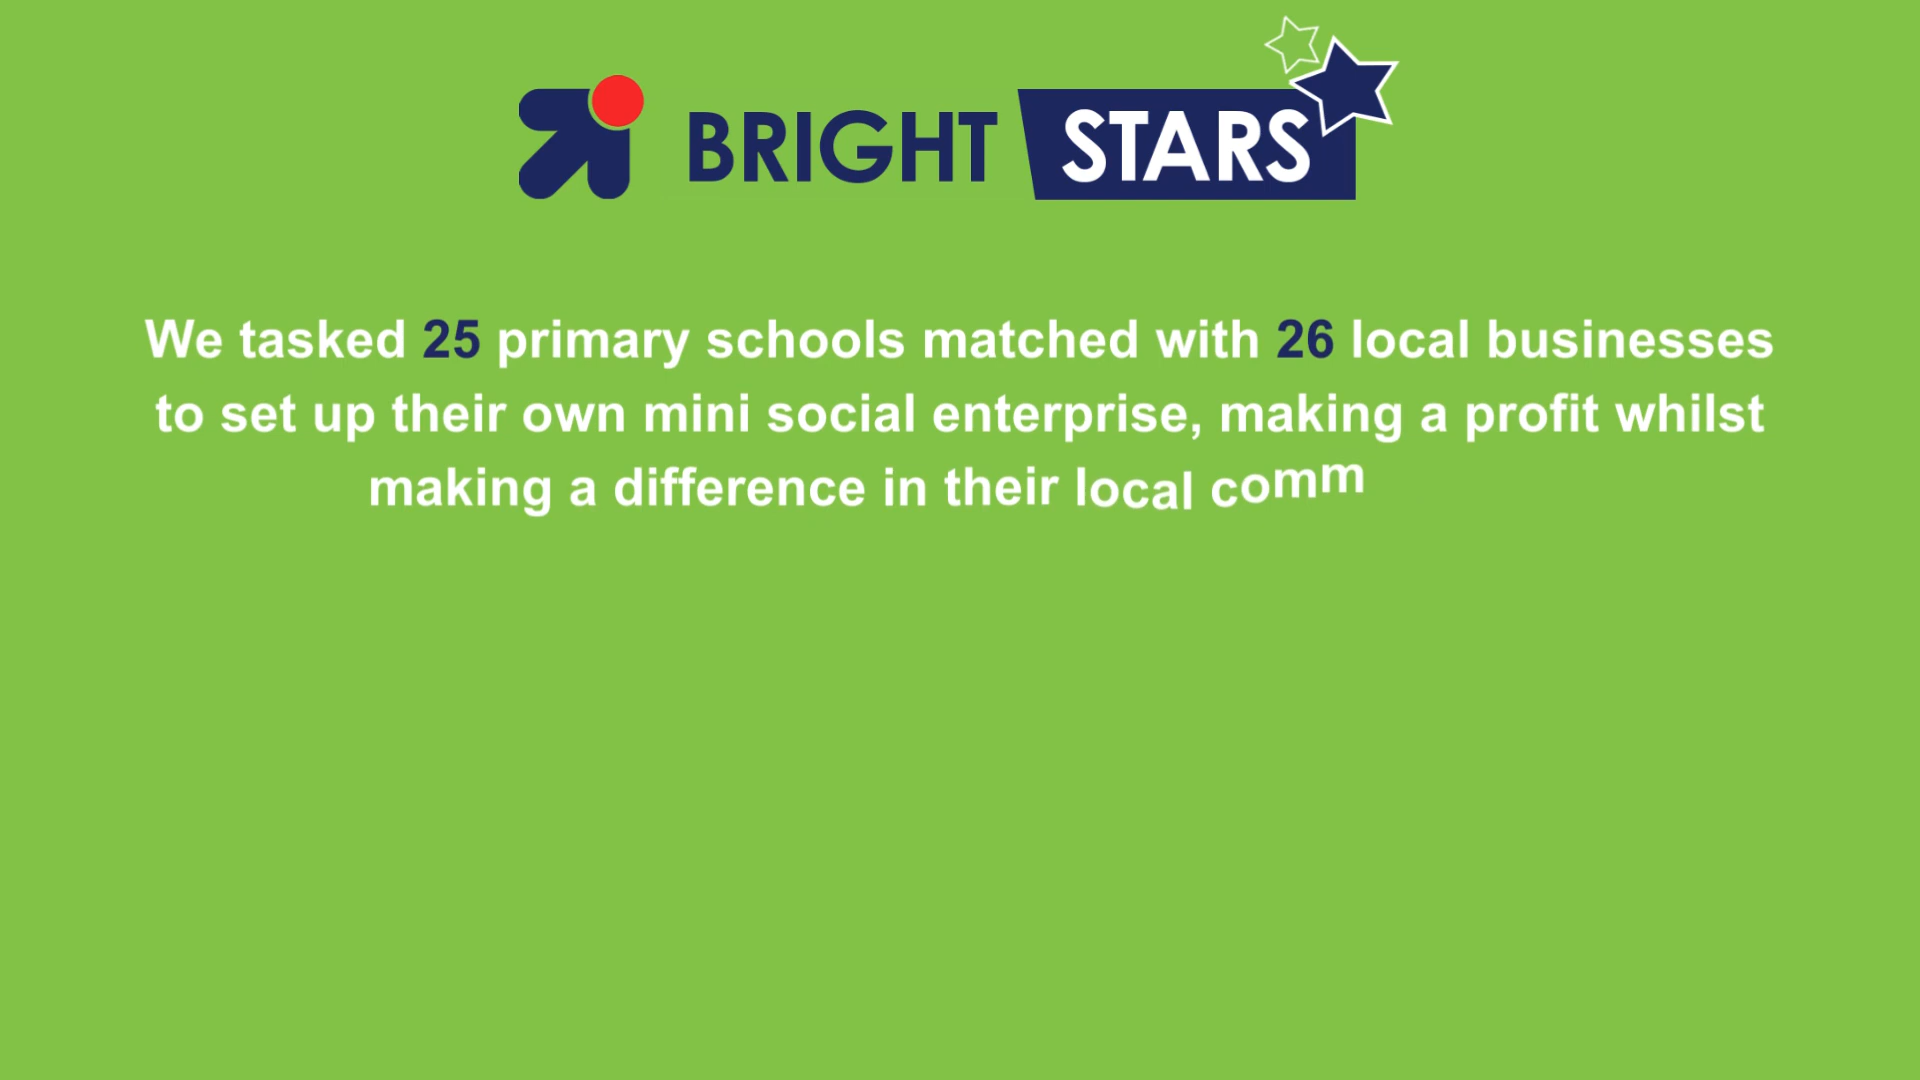 BRIGHT STARS
We tasked 25 primary schools matched with 26 local businesses
to set up their own mini social enterprise, making a profit whilst
making a difference in their local comm